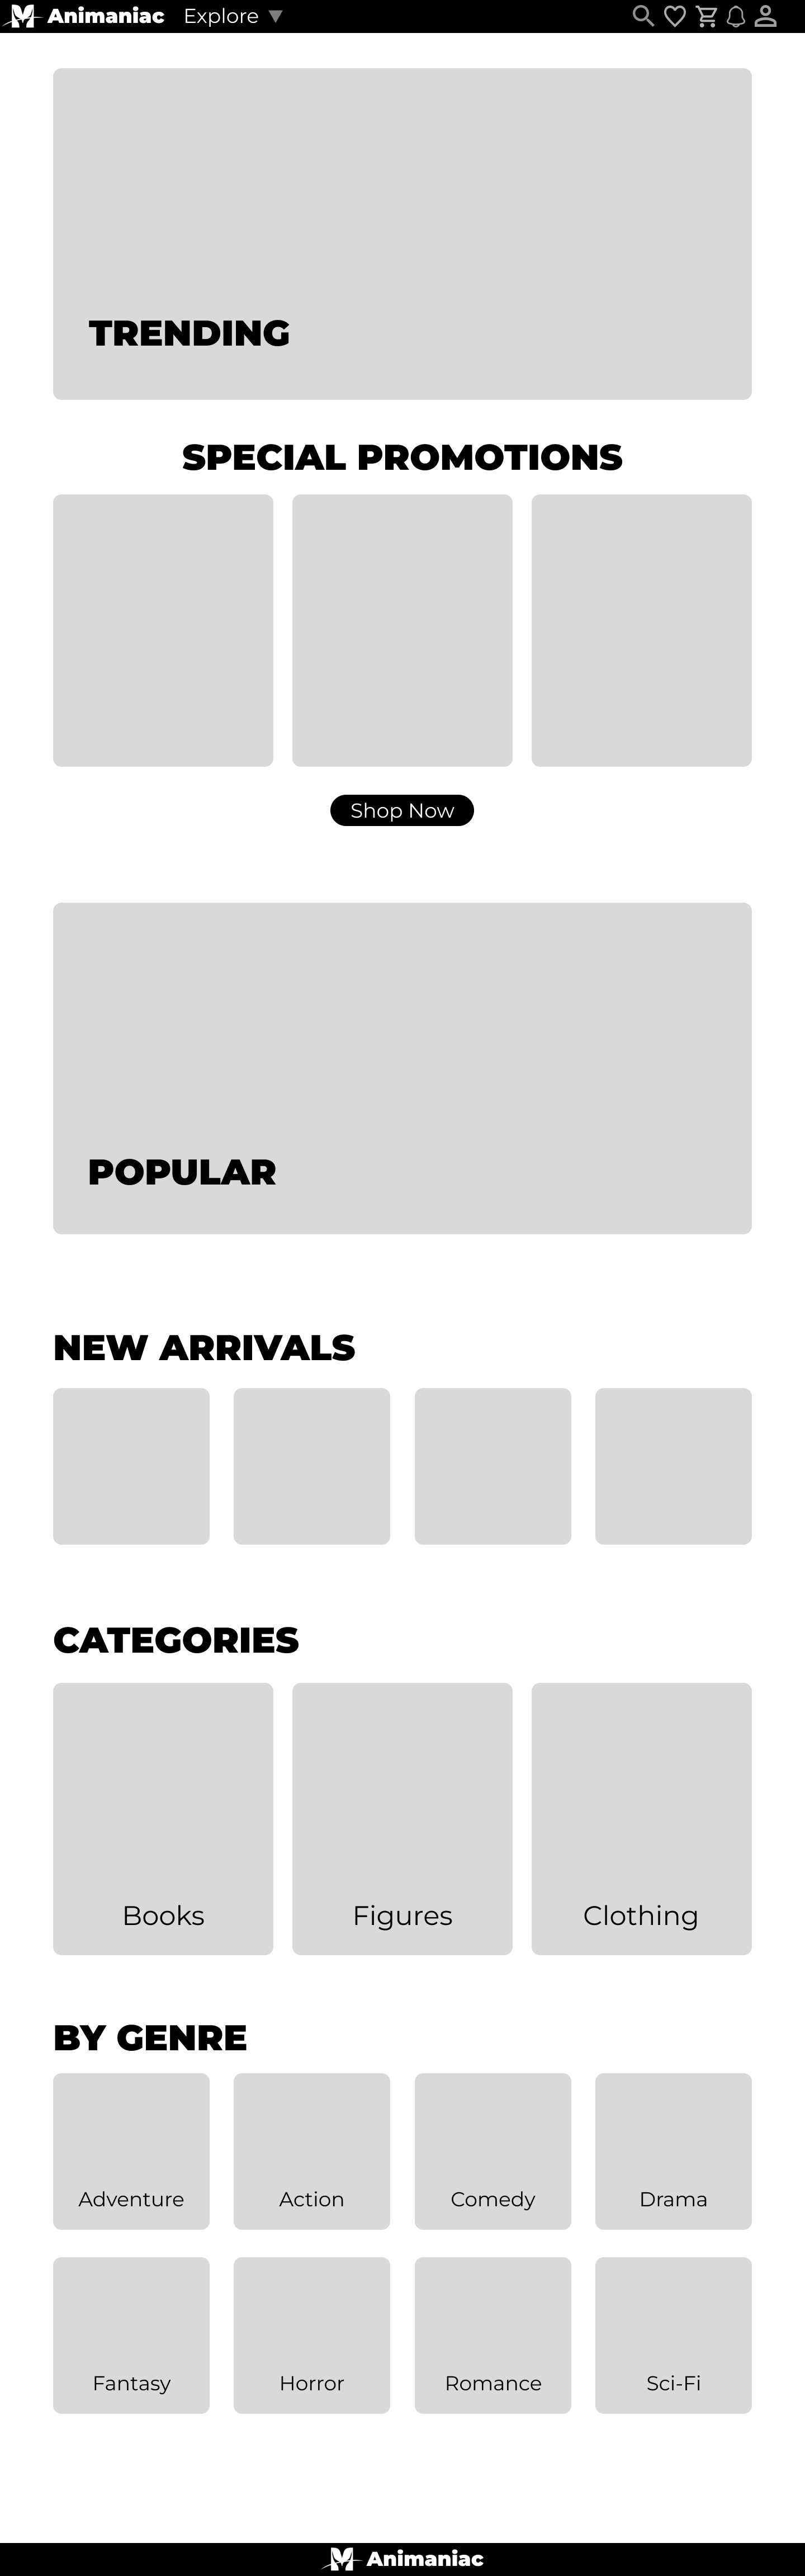 Animaniac Explore
TRENDING
SPECIAL PROMOTIONS
Shop Now
POPULAR
NEW ARRIVALS
CATEGORIES
Books Figures Clothing
BY GENRE
Adventure Action Comedy Drama
Fantasy Horror Romance Sci-Fi
Animaniac